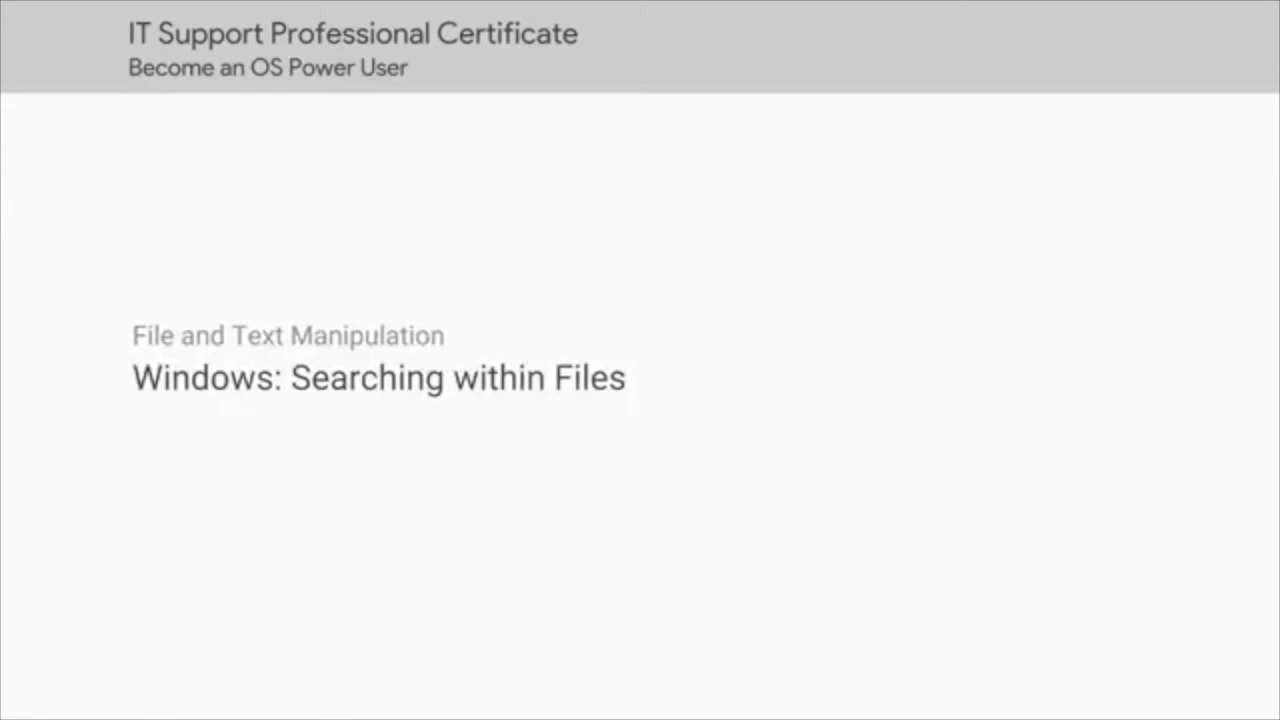 IT Support Professional Certificate
Become an OS Power User
File and Text Manipulation
Windows: Searching within Files